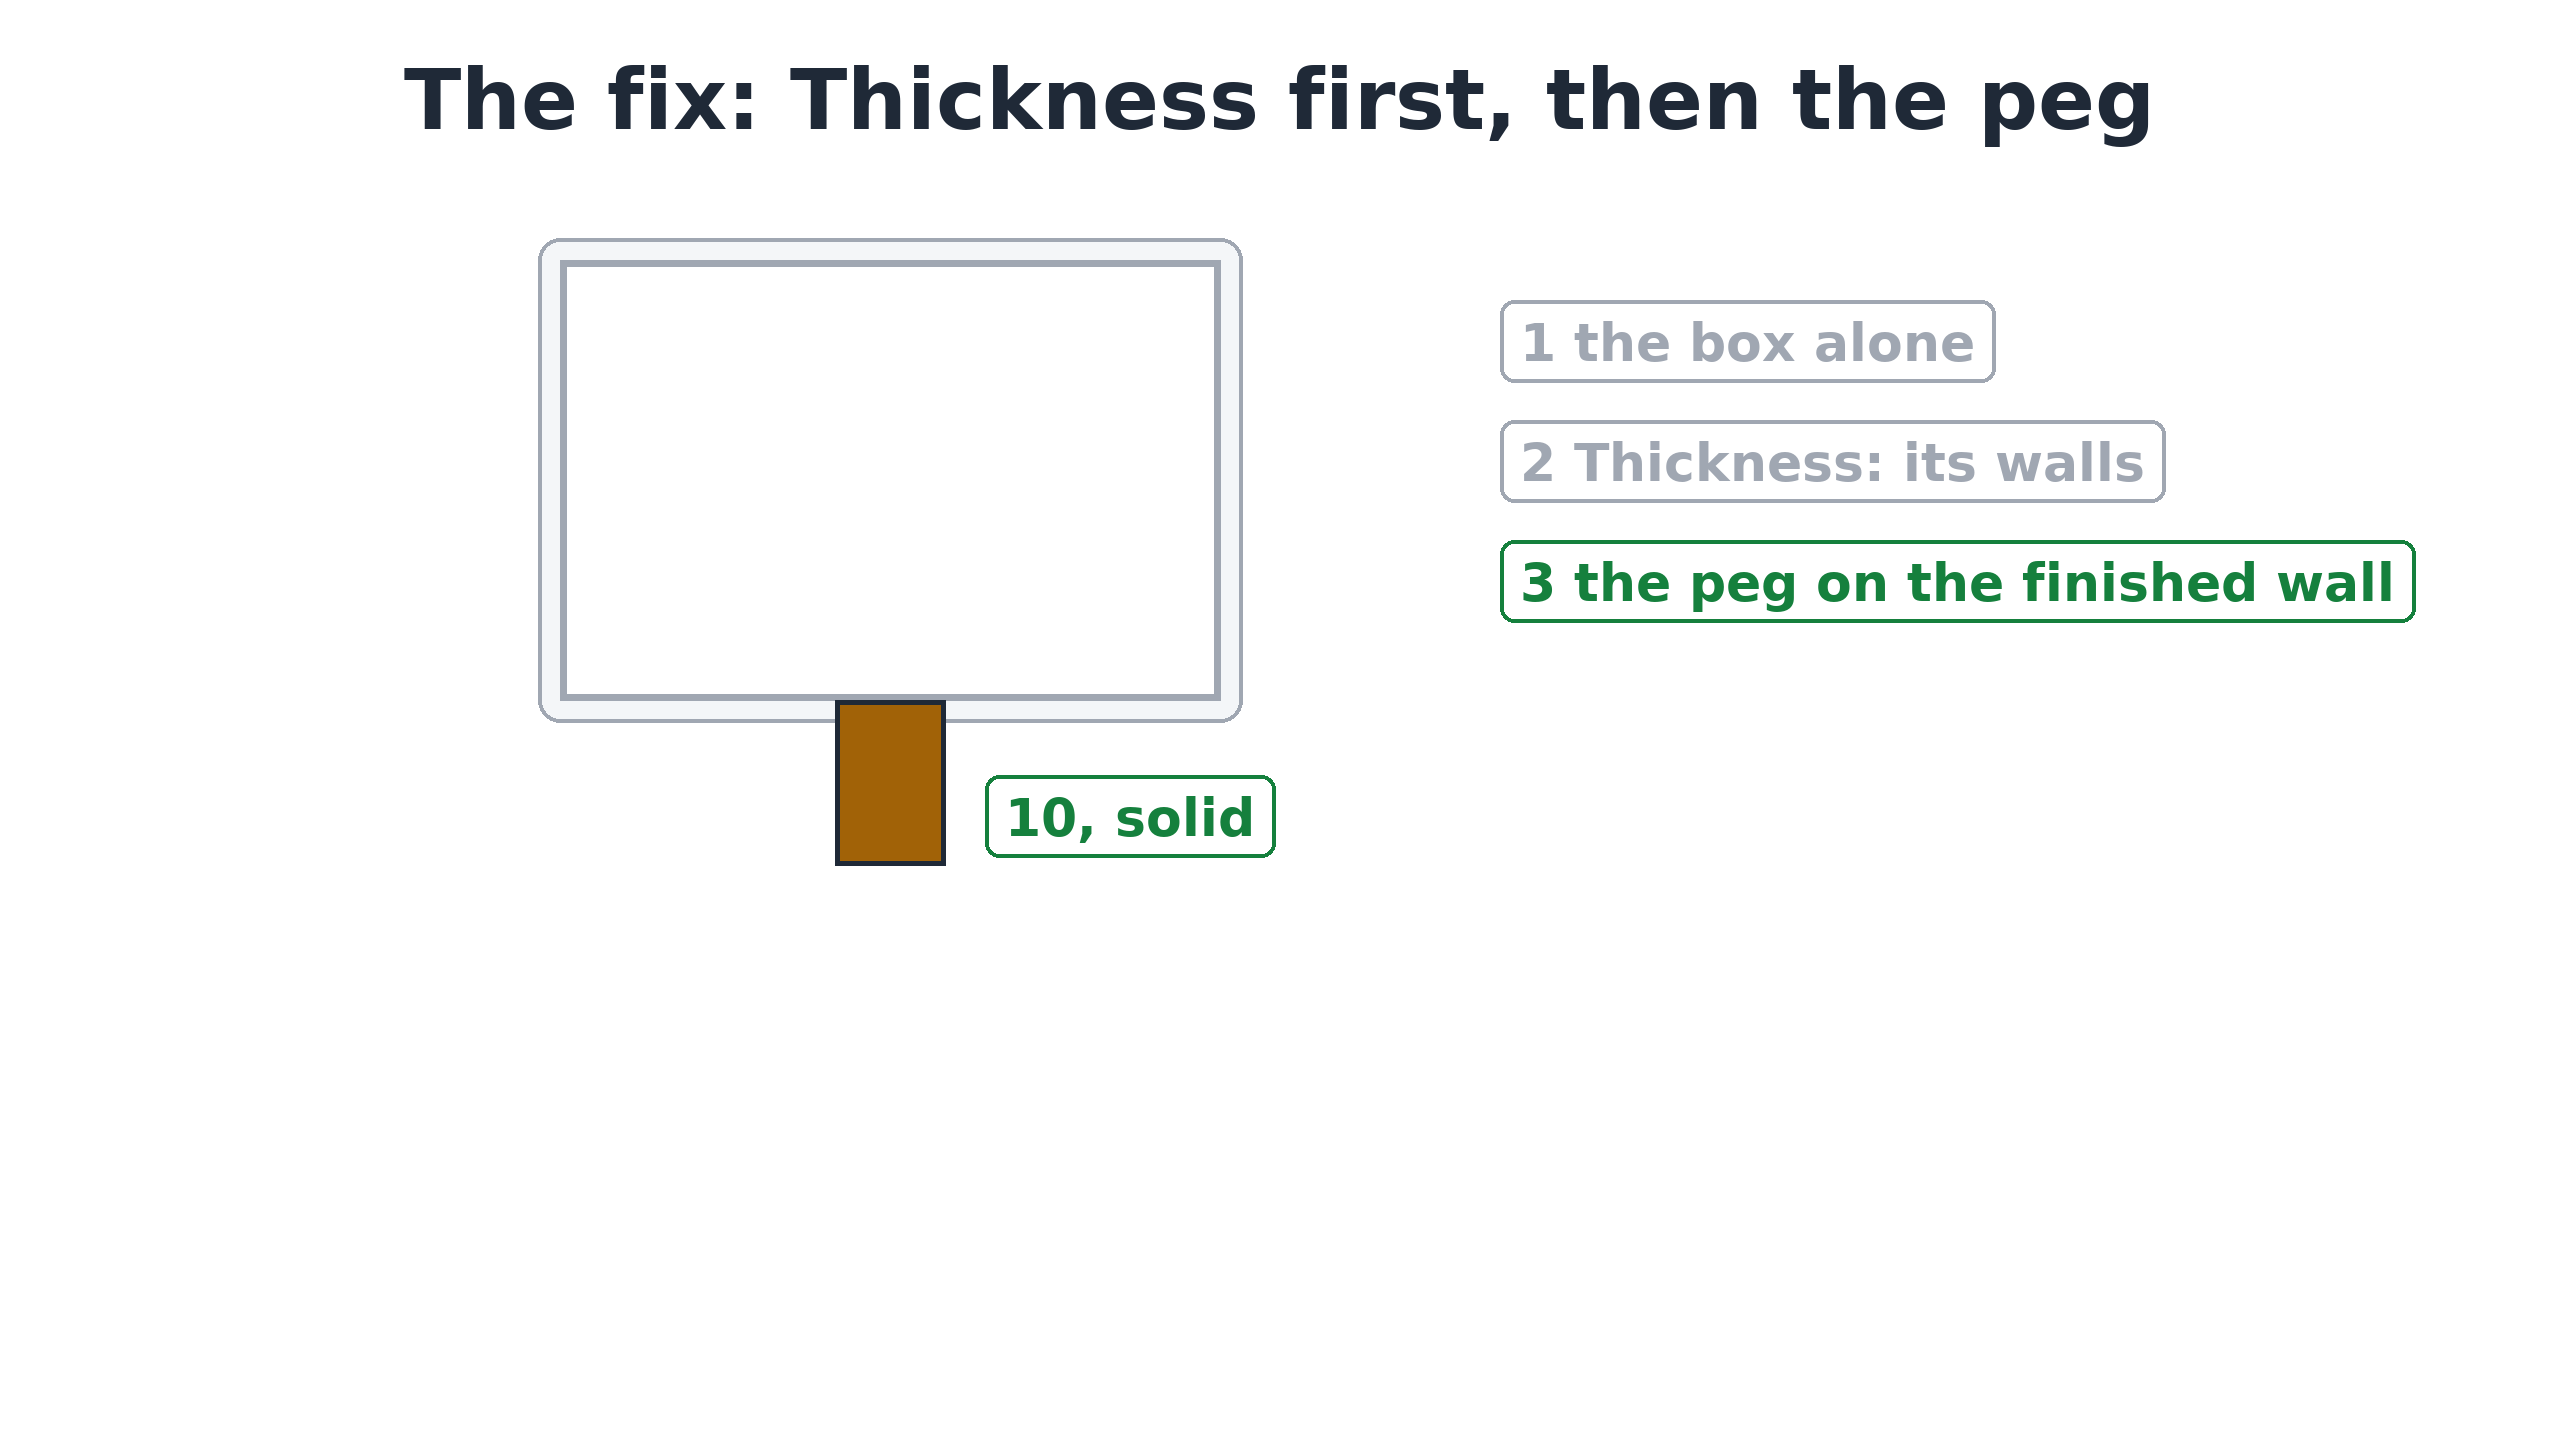 The fix: Thickness first, then the peg
1 the box alone
2 Thickness: its walls
3 the peg on the finished wall
10, solid